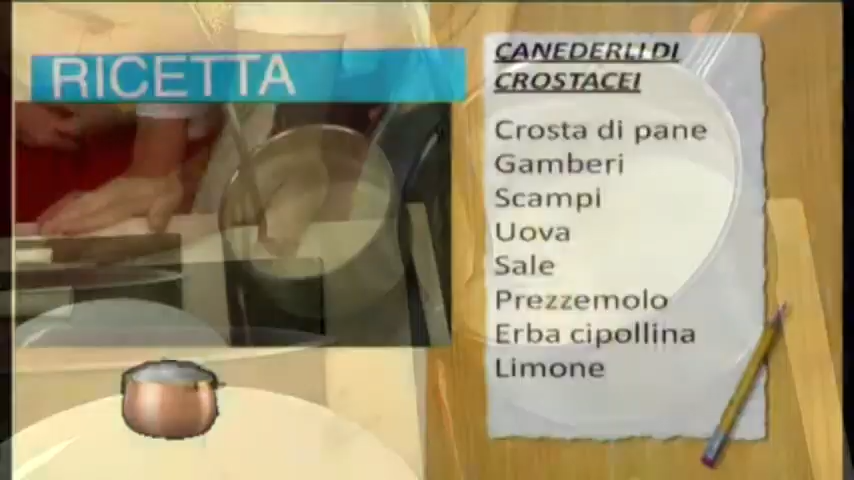 RICETTA
CANEDERLI DI
CROSTACEI
Crosta di pane
Gamberi
Scampi
Uova
Sale
Prezzemolo
Erba cipollina
Limone